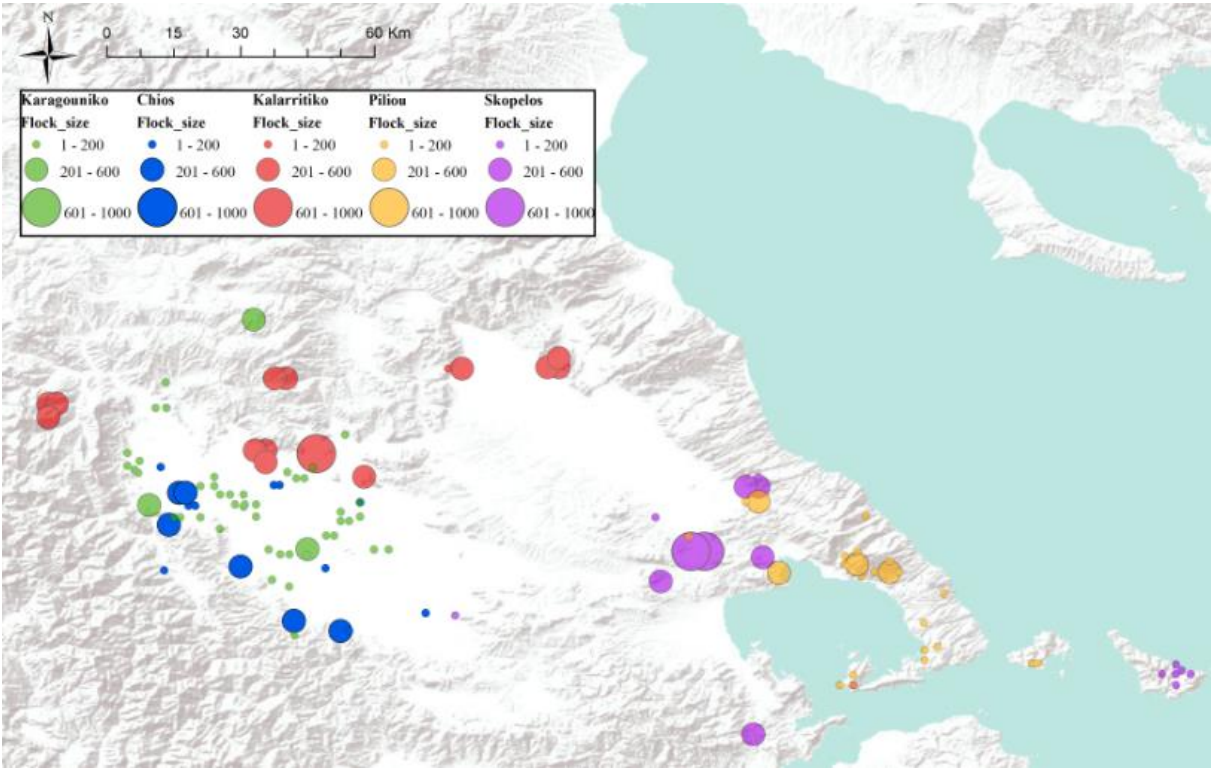 N
0 15 30 60 Km
Karagouniko Chios Kalarritiko Piliou Skopelos
Flock_size Flock_size Flock_size Flock_size Flock_size
1 - 200 1 - 200 1 - 200 1 - 200 1 - 200
201 - 600 201 - 600 201 - 600 201 - 600 201 - 600
601 - 1000 601 - 1000 601 - 1000 601 - 1000 601 - 1000